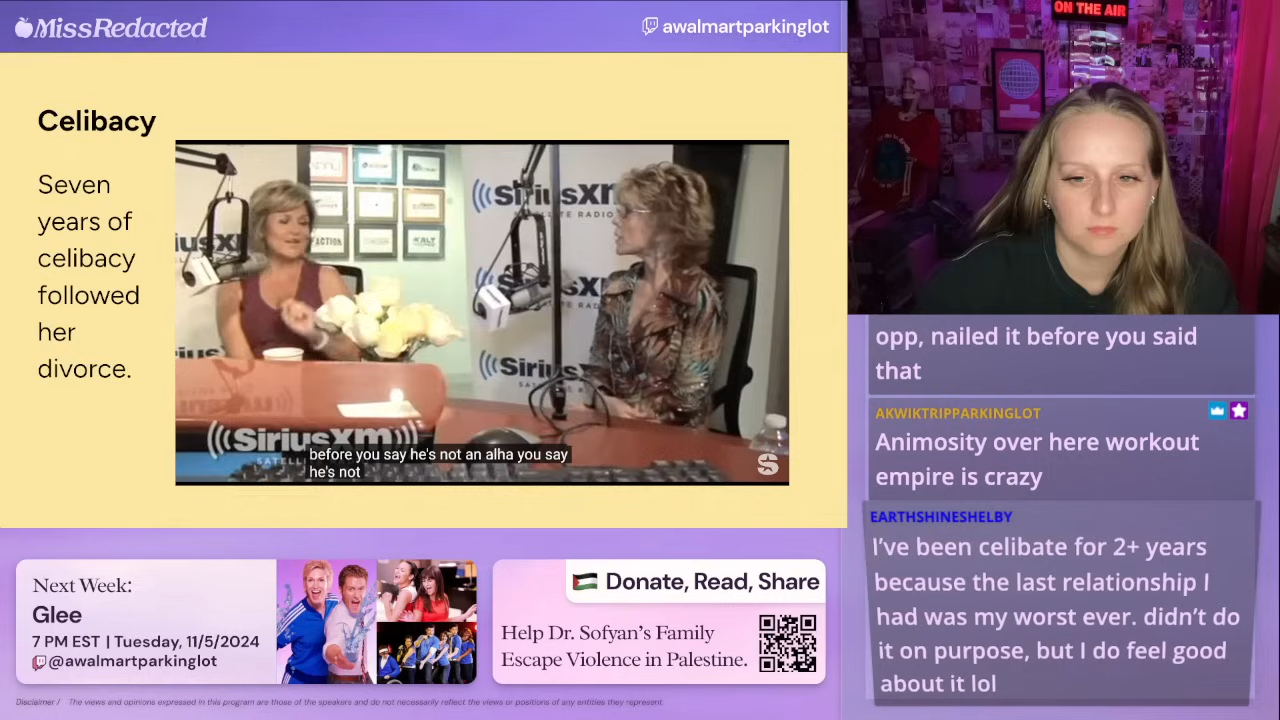 MissRedacted
awalmartparkinglot
ON THE AIR
Celibacy
Seven
years of
celibacy
followed
her
divorce.
SiriusXM
SATELLITE RADIO
before you say he's not an alha you say
he's not
opp, nailed it before you said
that
AKWIKTRIPPARKINGLOT
Animosity over here workout
empire is crazy
EARTHSHINESHELBY
I've been celibate for 2+ years
because the last relationship I
had was my worst ever. didn't do
it on purpose, but I do feel good
about it lol
Next Week:
Glee
7 PM EST | Tuesday, 11/5/2024
@awalmartparkinglot
Donate, Read, Share
Help Dr. Sofyan's Family
Escape Violence in Palestine.
Disclaimer / The views and opinions expressed in this program are those of the speakers and do not necessarily reflect the views or positions of any entities they represent